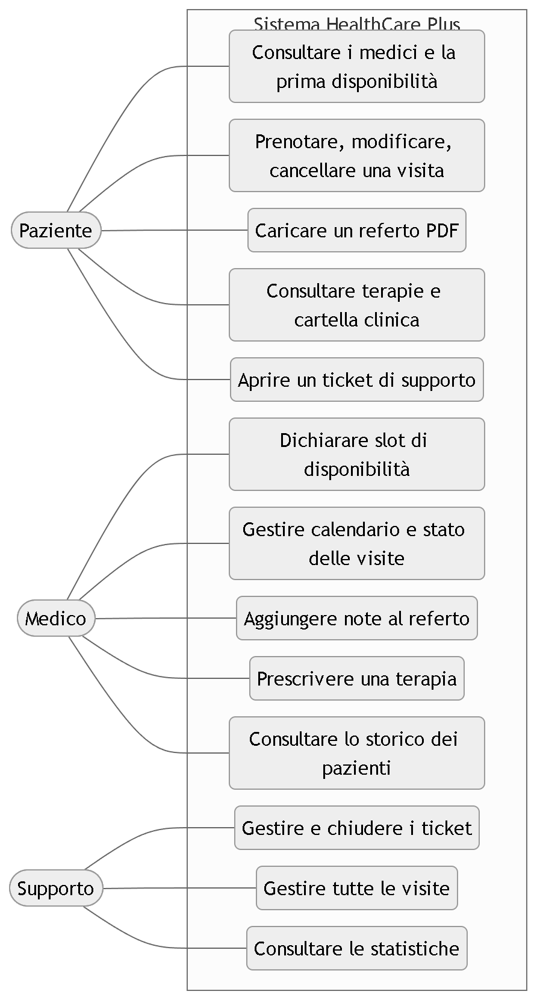 Sistema HealthCare Plus
Consultare i medici e la
prima disponibilità
Prenotare, modificare,
cancellare una visita
Paziente
Caricare un referto PDF
Consultare terapie e
cartella clinica
Aprire un ticket di supporto
Dichiarare slot di
disponibilità
Gestire calendario e stato
delle visite
Medico
Aggiungere note al referto
Prescrivere una terapia
Consultare lo storico dei
pazienti
Gestire e chiudere i ticket
Supporto
Gestire tutte le visite
Consultare le statistiche